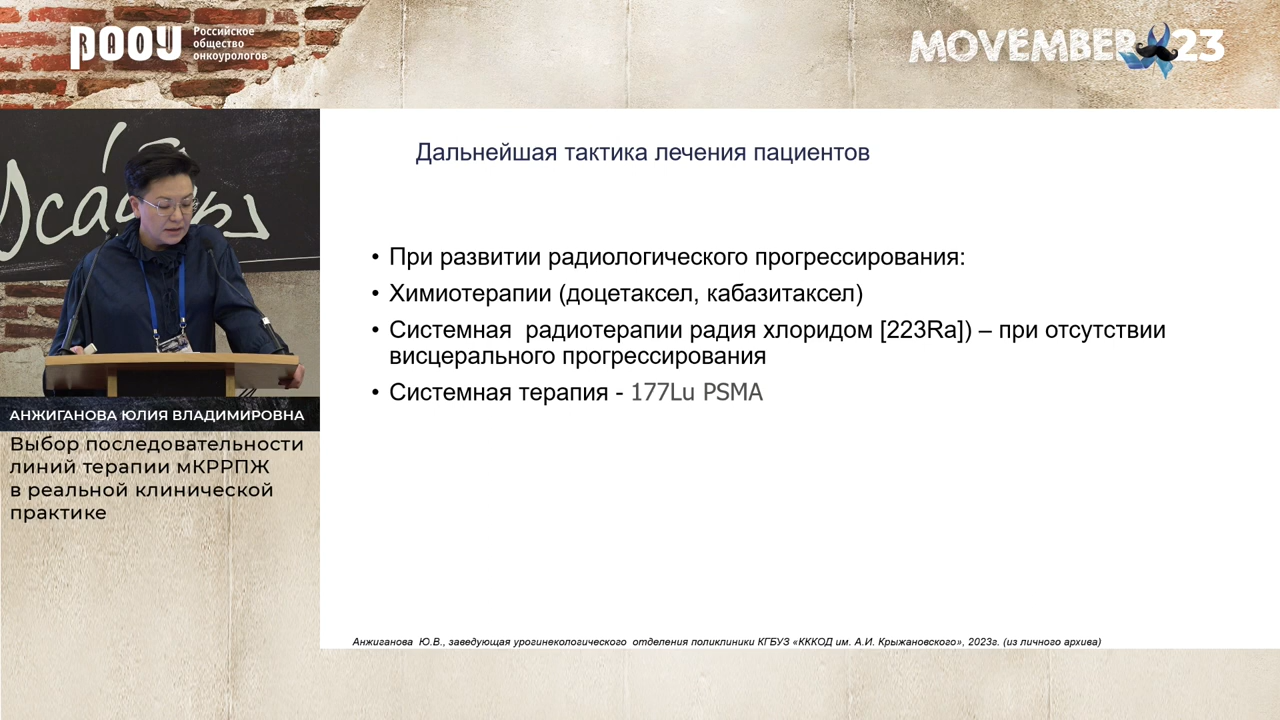 РООУ
Российское
общество
онкоурологов
MOVEMBER 23
Дальнейшая тактика лечения пациентов
• При развитии радиологического прогрессирования:
• Химиотерапии (доцетаксел, кабазитаксел)
• Системная радиотерапии радия хлоридом [223Ra]) – при отсутствии
висцерального прогрессирования
• Системная терапия - 177Lu PSMA
АНЖИГАНОВА ЮЛИЯ ВЛАДИМИРОВНА
Выбор последовательности
линий терапии мКРРПЖ
в реальной клинической
практике
Анжиганова Ю.В., заведующая урогинекологического отделения поликлиники КГБУЗ «КККОД им. А.И. Крыжановского», 2023г. (из личного архива)